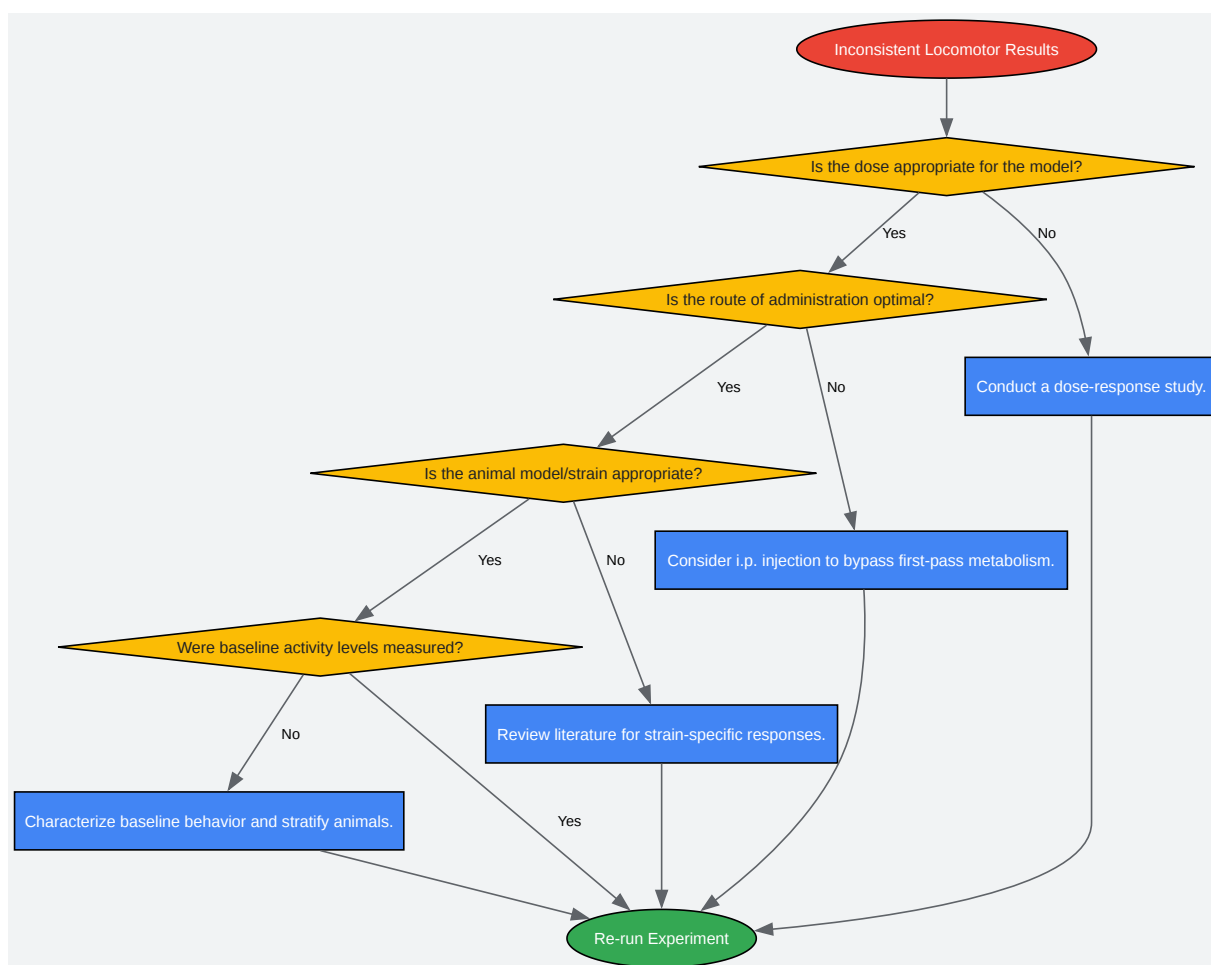 Inconsistent Locomotor Results
Is the dose appropriate for the model?
Yes
No
Is the route of administration optimal?
Yes
No
Conduct a dose-response study.
Is the animal model/strain appropriate?
Yes
No
Consider i.p. injection to bypass first-pass metabolism.
Were baseline activity levels measured?
No
Review literature for strain-specific responses.
Yes
Characterize baseline behavior and stratify animals.
Re-run Experiment